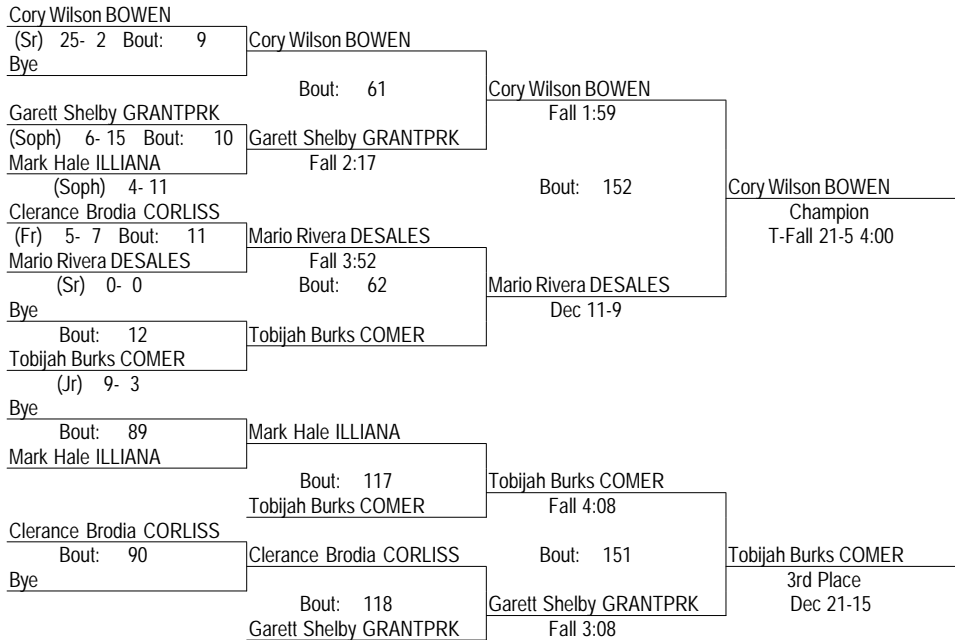 Cory Wilson BOWEN
(Sr) 25- 2 Bout: 9 Cory Wilson BOWEN
Bye
Bout: 61 Cory Wilson BOWEN
Garett Shelby GRANTPRK Fall 1:59
(Soph) 6- 15 Bout: 10 Garett Shelby GRANTPRK
Mark Hale ILLIANA Fall 2:17
(Soph) 4- 11 Bout: 152 Cory Wilson BOWEN
Clerance Brodia CORLISS Champion
(Fr) 5- 7 Bout: 11 Mario Rivera DESALES T-Fall 21-5 4:00
Mario Rivera DESALES Fall 3:52
(Sr) 0- 0 Bout: 62 Mario Rivera DESALES
Bye Dec 11-9
Bout: 12 Tobijah Burks COMER
Tobijah Burks COMER
(Jr) 9- 3
Bye
Bout: 89 Mark Hale ILLIANA
Mark Hale ILLIANA
Bout: 117 Tobijah Burks COMER
Tobijah Burks COMER Fall 4:08
Clerance Brodia CORLISS
Bout: 90 Clerance Brodia CORLISS Bout: 151 Tobijah Burks COMER
Bye 3rd Place
Bout: 118 Garett Shelby GRANTPRK Dec 21-15
Garett Shelby GRANTPRK Fall 3:08